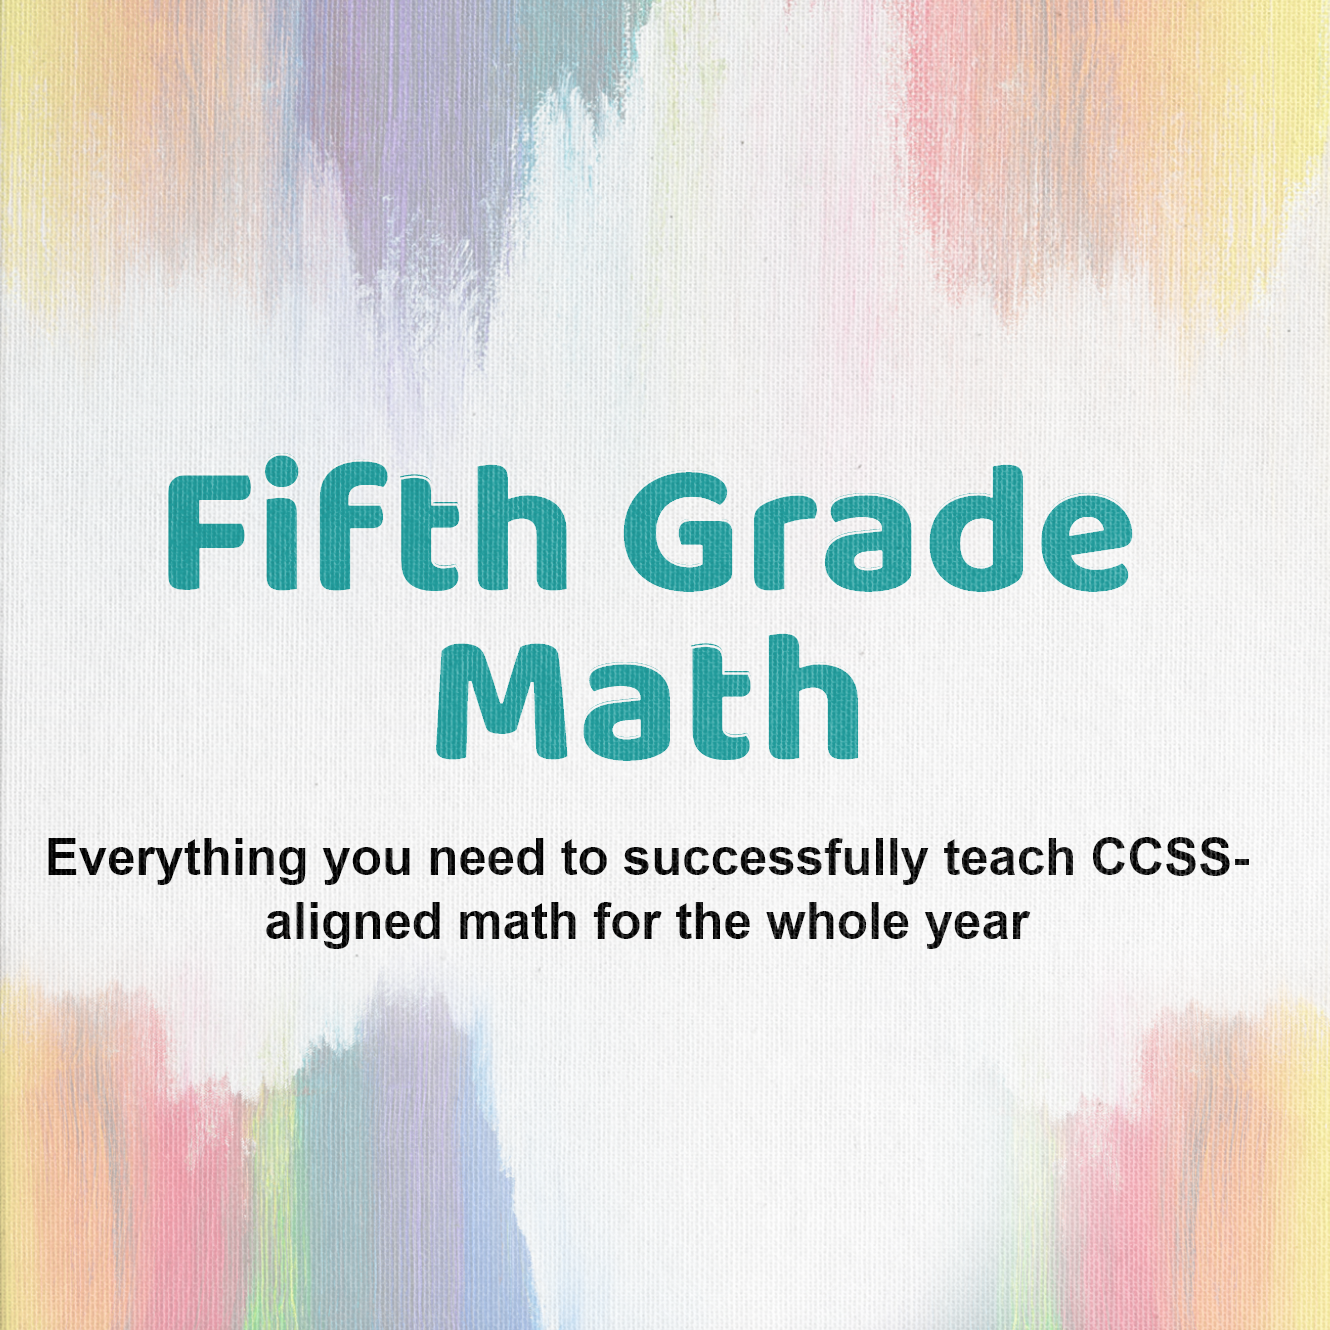 Fifth Grade
Math
Everything you need to successfully teach CCSS-
aligned math for the whole year